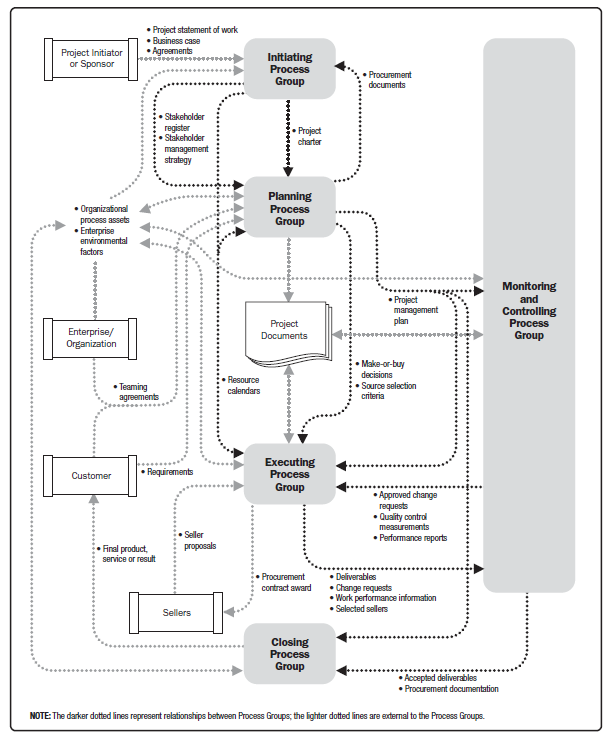 • Project statement of work
• Business case
• Agreements
Project Initiator
or Sponsor
Initiating
Process
Group
• Procurement
documents
• Stakeholder
register
• Stakeholder
management
strategy
• Project
charter
Planning
Process
Group
• Organizational
process assets
• Enterprise
environmental
factors
Monitoring
and
Controlling
Process
Group
• Project
management
plan
Project
Documents
Enterprise/
Organization
• Teaming
agreements
• Resource
calendars
• Make-or-buy
decisions
• Source selection
criteria
Customer
• Requirements
Executing
Process
Group
• Approved change
requests
• Quality control
measurements
• Performance reports
• Seller
proposals
• Final product,
service or result
• Procurement
contract award
• Deliverables
• Change requests
• Work performance information
• Selected sellers
Sellers
Closing
Process
Group
• Accepted deliverables
• Procurement documentation
NOTE: The darker dotted lines represent relationships between Process Groups; the lighter dotted lines are external to the Process Groups.